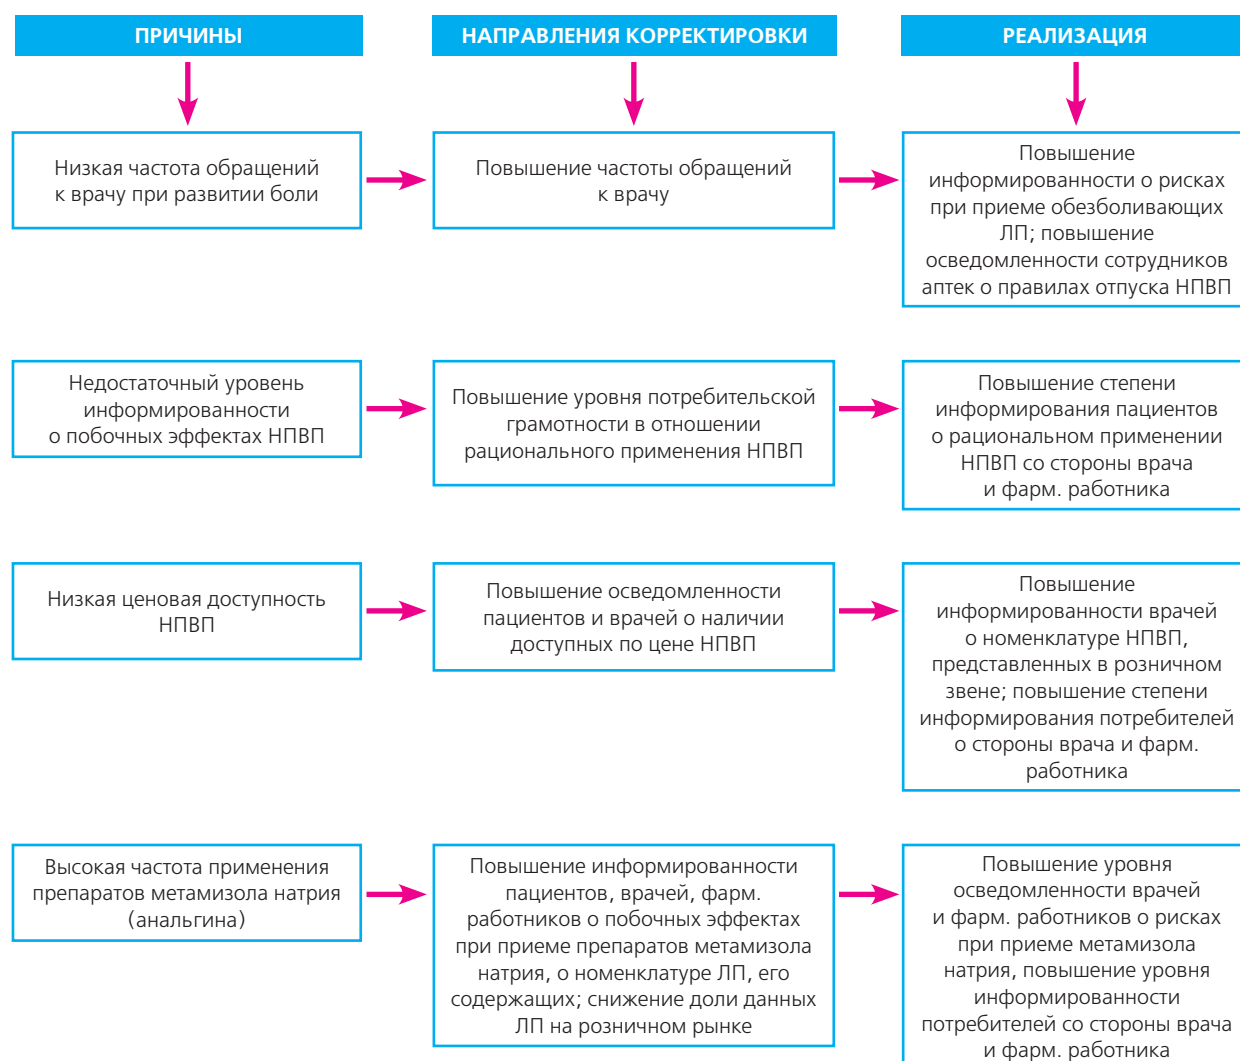 ПРИЧИНЫ
НАПРАВЛЕНИЯ КОРРЕКТИРОВКИ
РЕАЛИЗАЦИЯ
Низкая частота обращений
к врачу при развитии боли
Повышение частоты обращений
к врачу
Повышение
информированности о рисках
при приеме обезболивающих
ЛП; повышение
осведомленности сотрудников
аптек о правилах отпуска НПВП
Недостаточный уровень
информированности
о побочных эффектах НПВП
Повышение уровня потребительской
грамотности в отношении
рационального применения НПВП
Повышение степени
информирования пациентов
о рациональном применении
НПВП со стороны врача
и фарм. работника
Низкая ценовая доступность
НПВП
Повышение осведомленности
пациентов и врачей о наличии
доступных по цене НПВП
Повышение
информированности врачей
о номенклатуре НПВП,
представленных в розничном
звене; повышение степени
информирования потребителей
о стороны врача и фарм.
работника
Высокая частота применения
препаратов метамизола натрия
(анальгина)
Повышение информированности
пациентов, врачей, фарм.
работников о побочных эффектах
при приеме препаратов метамизола
натрия, о номенклатуре ЛП, его
содержащих; снижение доли данных
ЛП на розничном рынке
Повышение уровня
осведомленности врачей
и фарм. работников о рисках
при приеме метамизола
натрия, повышение уровня
информированности
потребителей со стороны врача
и фарм. работника